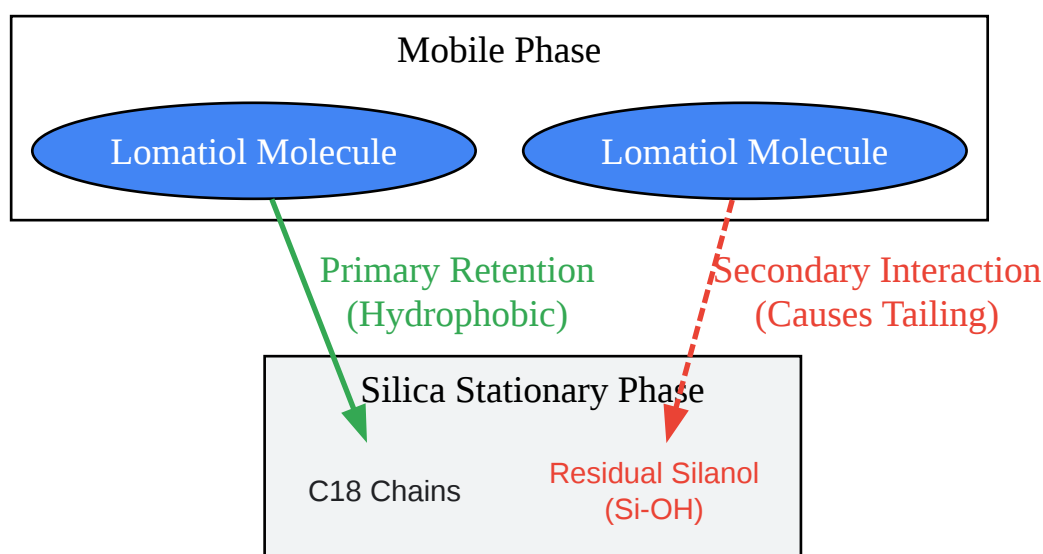 Mobile Phase
Lomatiol Molecule
Lomatiol Molecule
Primary Retention
(Hydrophobic)
Secondary Interaction
(Causes Tailing)
Silica Stationary Phase
C18 Chains
Residual Silanol
(Si-OH)